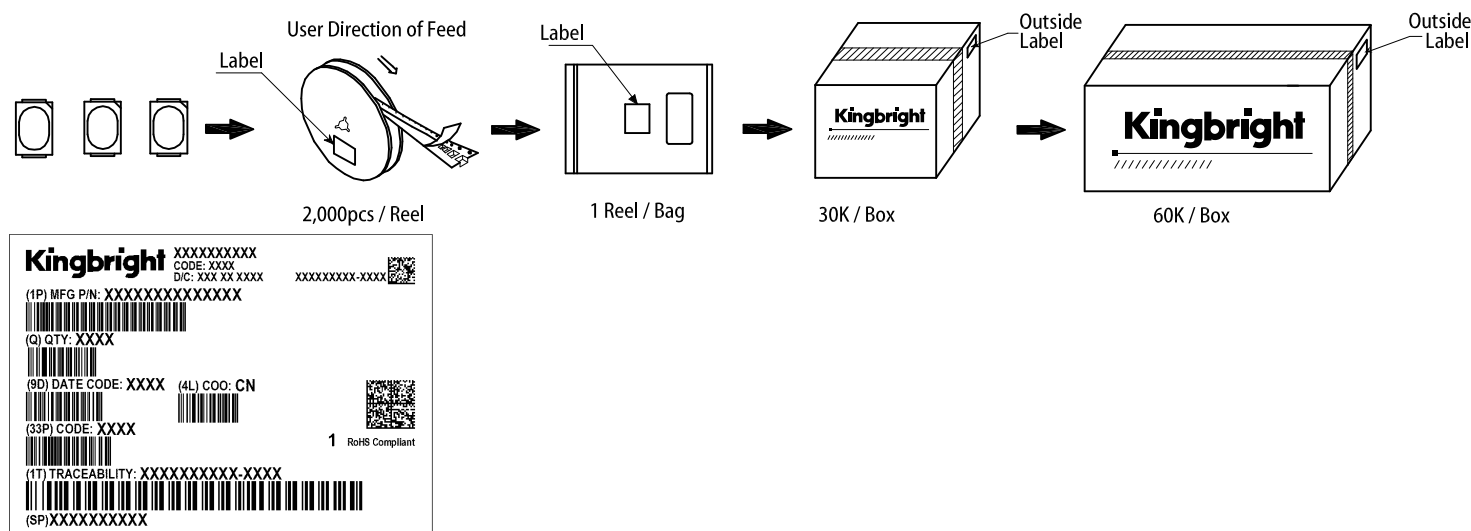 User Direction of Feed
Label
Label
Outside
Label
Outside
Label
Kingbright
Kingbright
2,000pcs / Reel
1 Reel / Bag
30K / Box
60K / Box
Kingbright
XXXXXXXXXX
CODE: XXXX
D/C: XXX XX XXXX
XXXXXXXXX-XXXX
(1P) MFG P/N: XXXXXXXXXXXXXX
(Q) QTY: XXXX
(9D) DATE CODE: XXXX
(4L) COO: CN
(33P) CODE: XXXX
1 RoHS Compliant
(1T) TRACEABILITY: XXXXXXXXXX-XXXX
(SP)XXXXXXXXXX